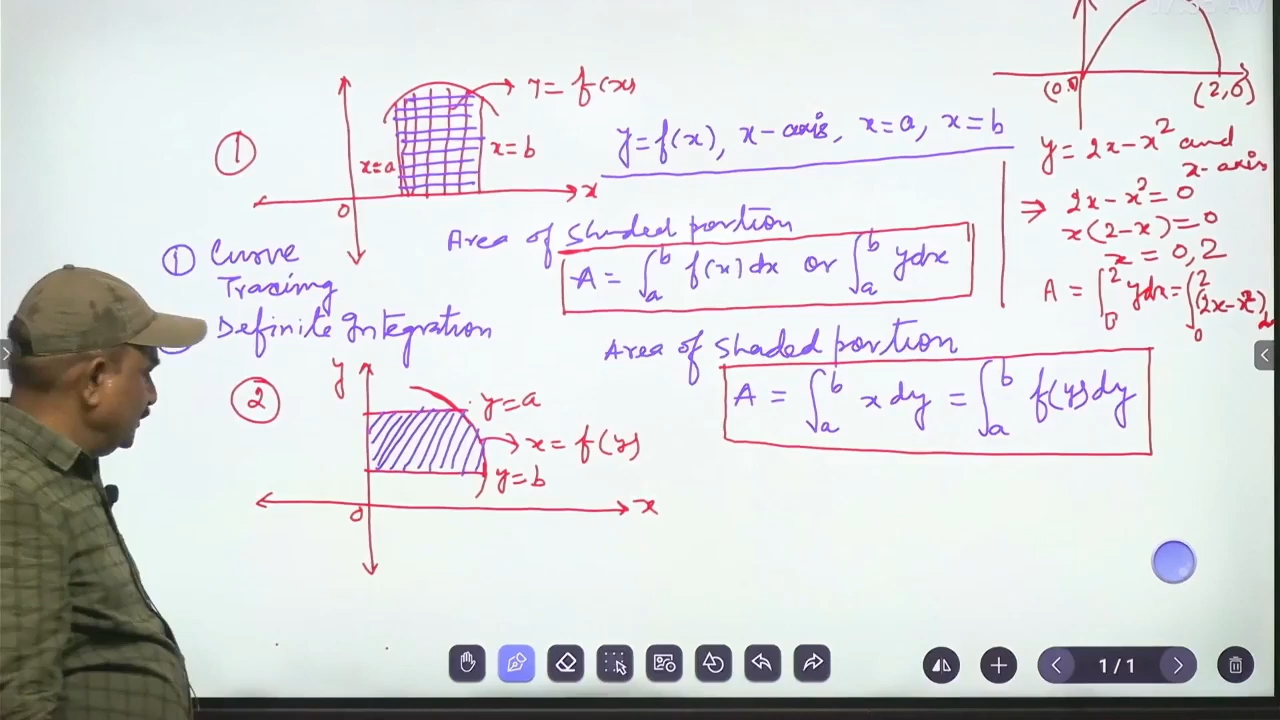 y = f(x)
①
x=a
x=b
x
0
y=f(x), x-axis, x=a, x=b
(0,0)
(2,0)
y = 2x-x² and
x-axis
⇒ 2x-x²=0
x(2-x)=0
x = 0,2
A = ∫₀² ydx = ∫₀² (2x-x²)
Area of shaded portion
A = ∫ₐᵇ f(x)dx or ∫ₐᵇ ydx
① Curve
Tracing
Definite Integration
Area of shaded portion
A = ∫ₐᵇ x dy = ∫ₐᵇ f(y)dy
②
y
y=a
x = f(y)
y=b
0
x
1/1